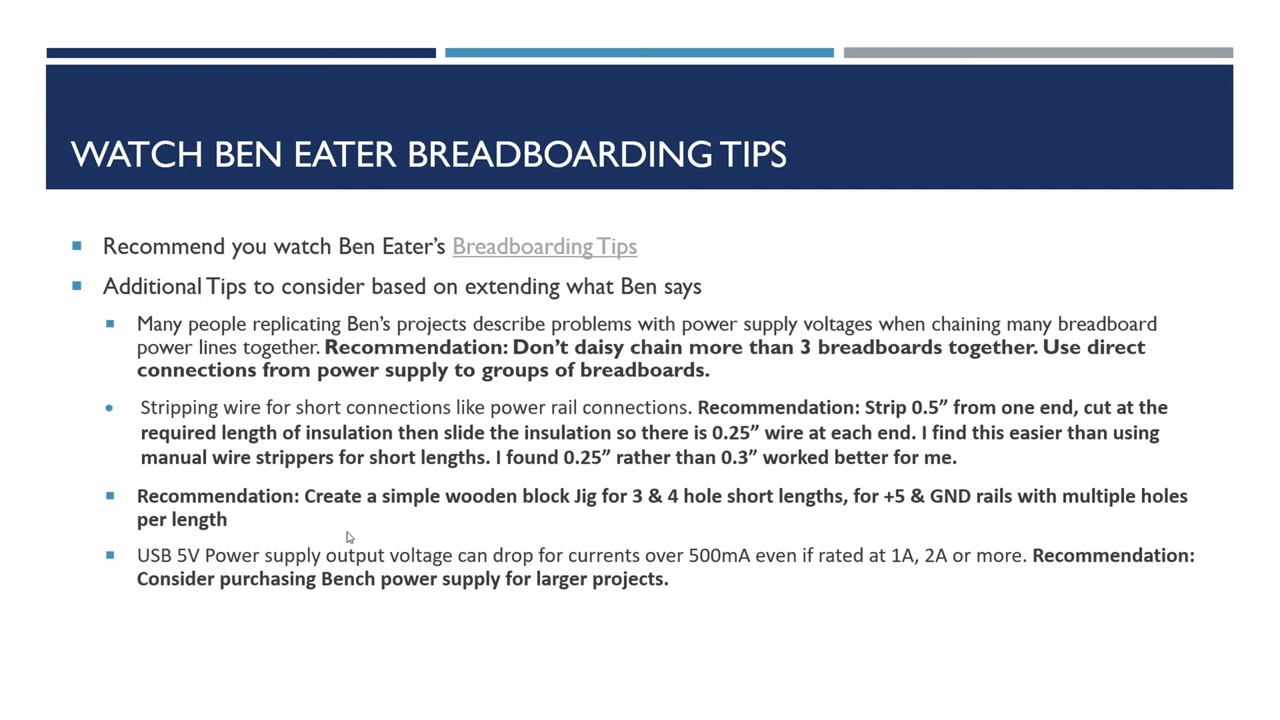 WATCH BEN EATER BREADBOARDING TIPS
Recommend you watch Ben Eater’s Breadboarding Tips
Additional Tips to consider based on extending what Ben says
Many people replicating Ben’s projects describe problems with power supply voltages when chaining many breadboard
power lines together. Recommendation: Don’t daisy chain more than 3 breadboards together. Use direct
connections from power supply to groups of breadboards.
Stripping wire for short connections like power rail connections. Recommendation: Strip 0.5” from one end, cut at the
required length of insulation then slide the insulation so there is 0.25” wire at each end. I find this easier than using
manual wire strippers for short lengths. I found 0.25” rather than 0.3” worked better for me.
Recommendation: Create a simple wooden block Jig for 3 & 4 hole short lengths, for +5 & GND rails with multiple holes
per length
USB 5V Power supply output voltage can drop for currents over 500mA even if rated at 1A, 2A or more. Recommendation:
Consider purchasing Bench power supply for larger projects.